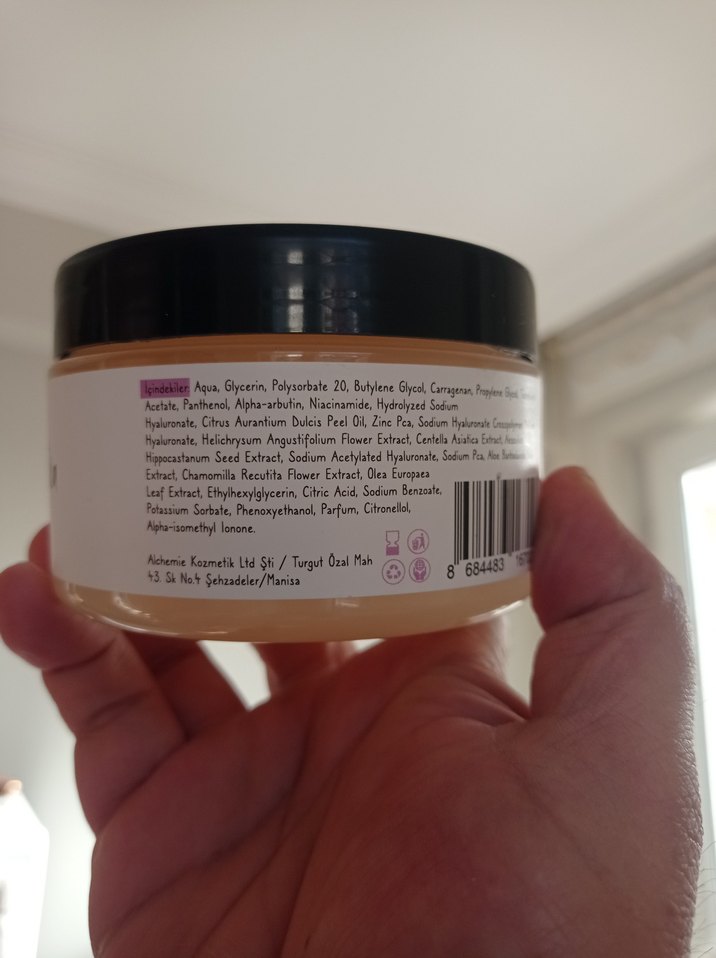 İçindekiler: Aqua, Glycerin, Polysorbate 20, Butylene Glycol, Carragenan, Propylene Glycol,
Acetate, Panthenol, Alpha-arbutin, Niacinamide, Hydrolyzed Sodium
Hyaluronate, Citrus Aurantium Dulcis Peel Oil, Zinc Pca, Sodium Hyaluronate
Hyaluronate, Helichrysum Angustifolium Flower Extract, Centella Asiatica Extract,
Hippocastanum Seed Extract, Sodium Acetylated Hyaluronate, Sodium Pca, Aloe
Extract, Chamomilla Recutita Flower Extract, Olea Europaea
Leaf Extract, Ethylhexylglycerin, Citric Acid, Sodium Benzoate,
Potassium Sorbate, Phenoxyethanol, Parfum, Citronellol,
Alpha-isomethyl Ionone.
Alchemie Kozmetik Ltd Şti / Turgut Özal Mah
43. Sk No.4 Şehzadeler/Manisa
8 684483